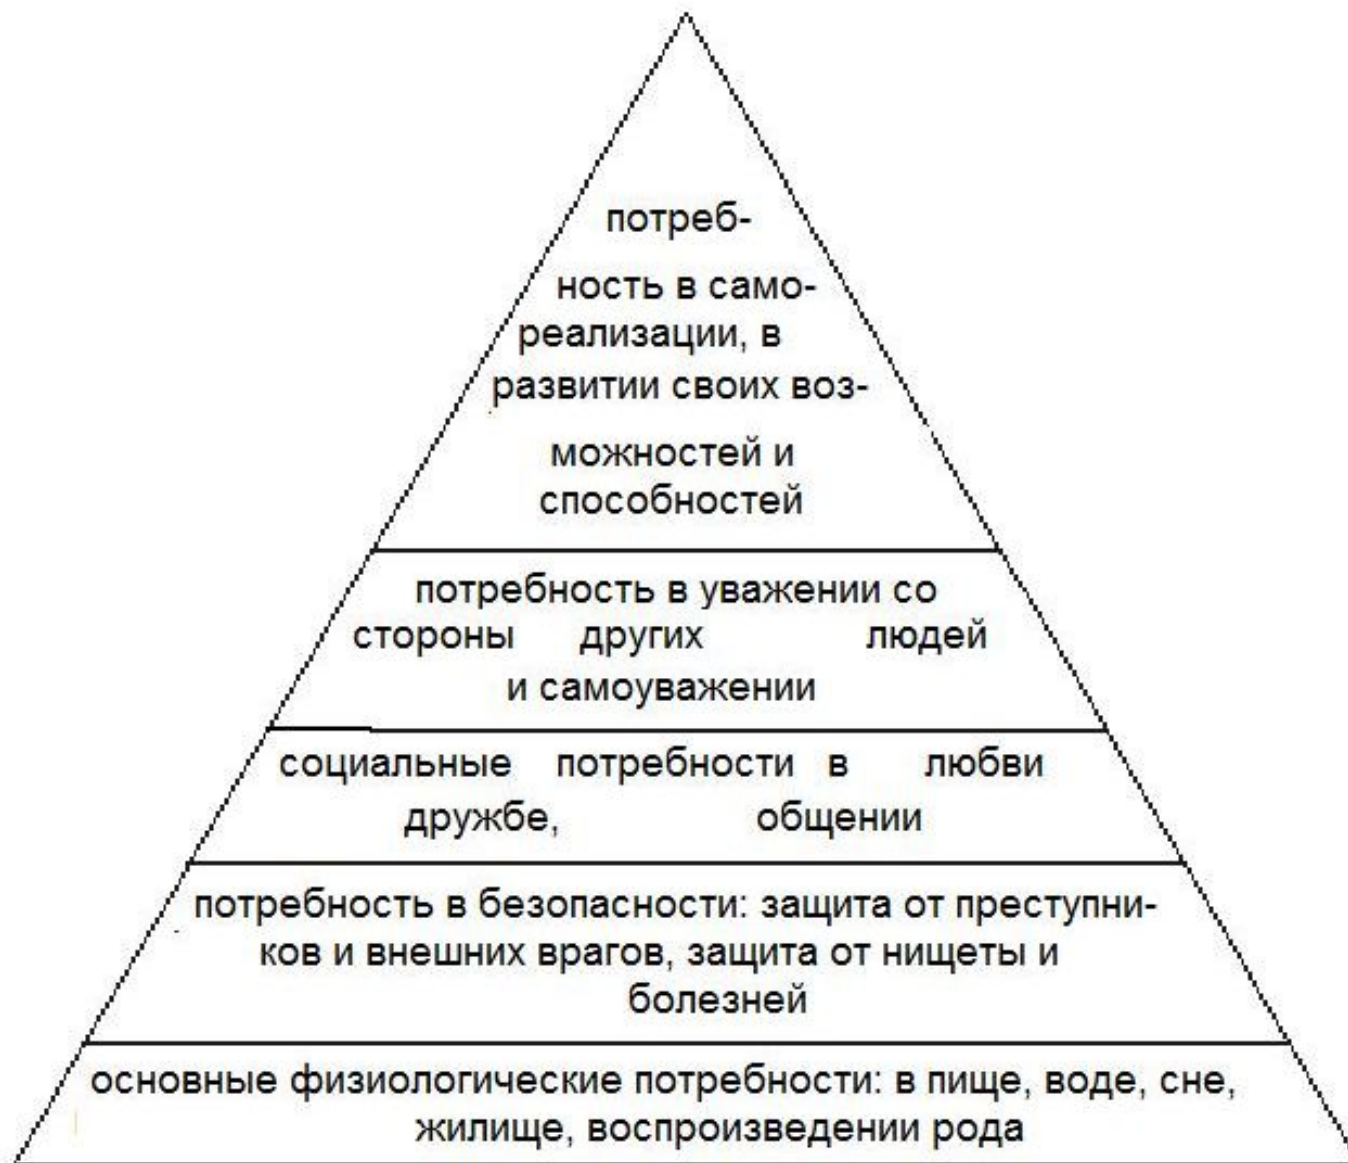 потреб-
ность в само-
реализации, в
развитии своих воз-
можностей и
способностей
потребность в уважении со
стороны других людей
и самоуважении
социальные потребности в любви
дружбе, общении
потребность в безопасности: защита от преступни-
ков и внешних врагов, защита от нищеты и
болезней
основные физиологические потребности: в пище, воде, сне,
жилище, воспроизведении рода